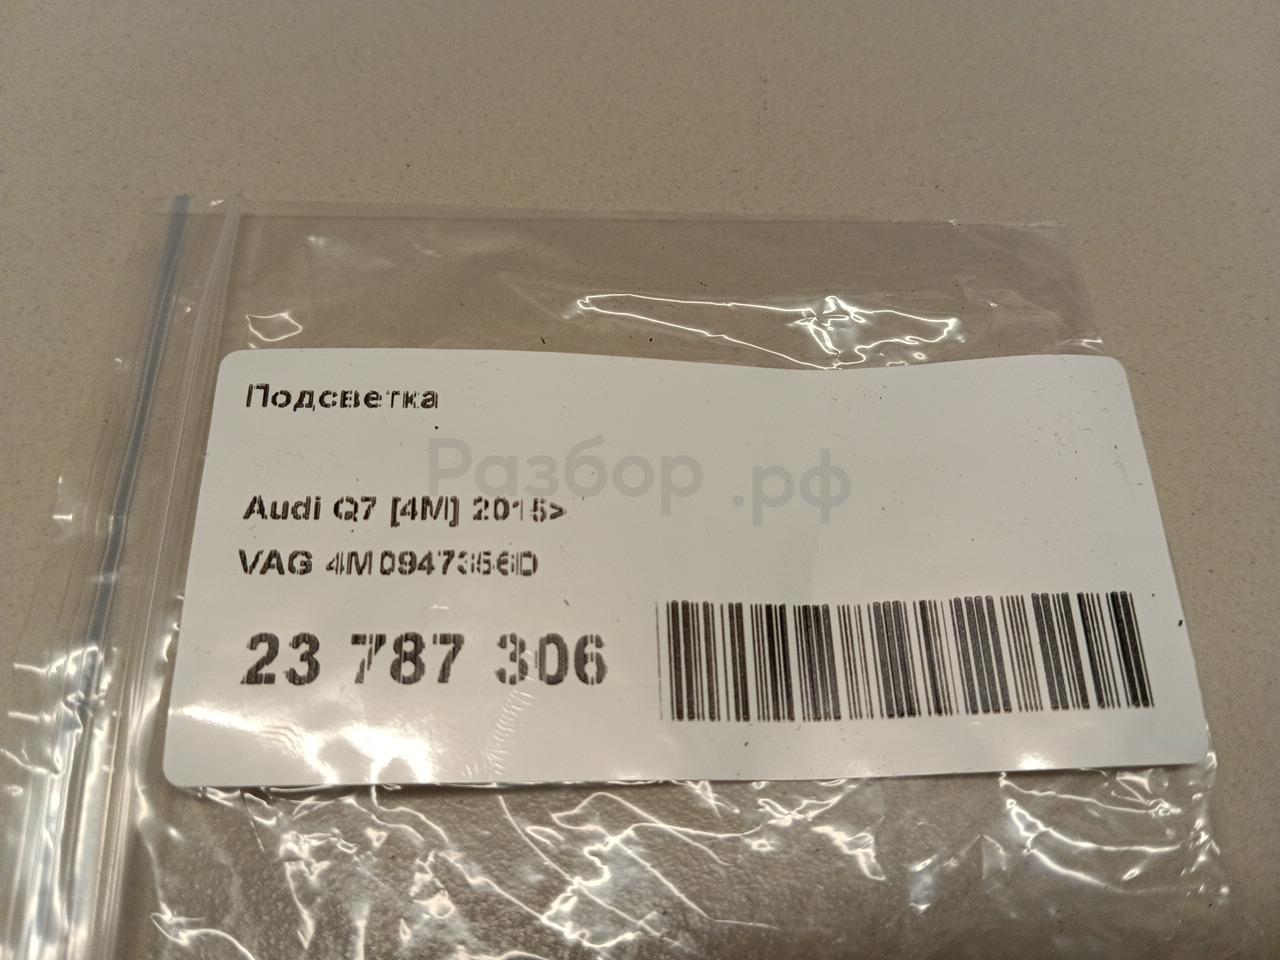 Подсветка
Разбор.рф
Audi Q7 [4M] 2015>
VAG 4M0947356D
23 787 306